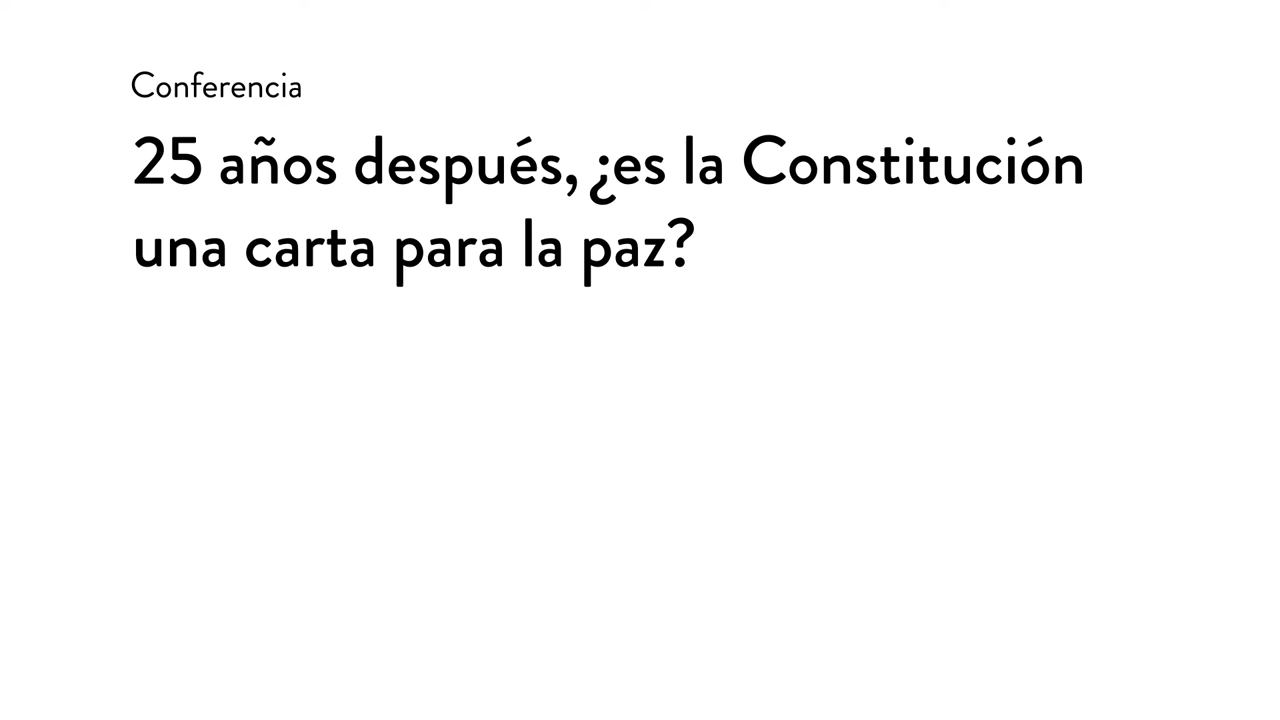 Conferencia
25 años después, ¿es la Constitución
una carta para la paz?